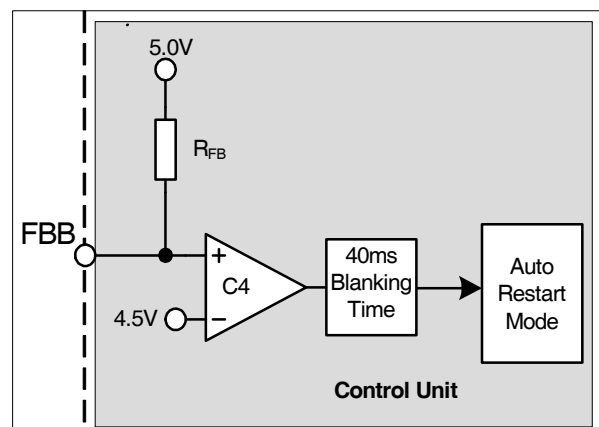 5.0V
RFB
FBB
+
C4
4.5V
−
40ms
Blanking
Time
Auto
Restart
Mode
Control Unit